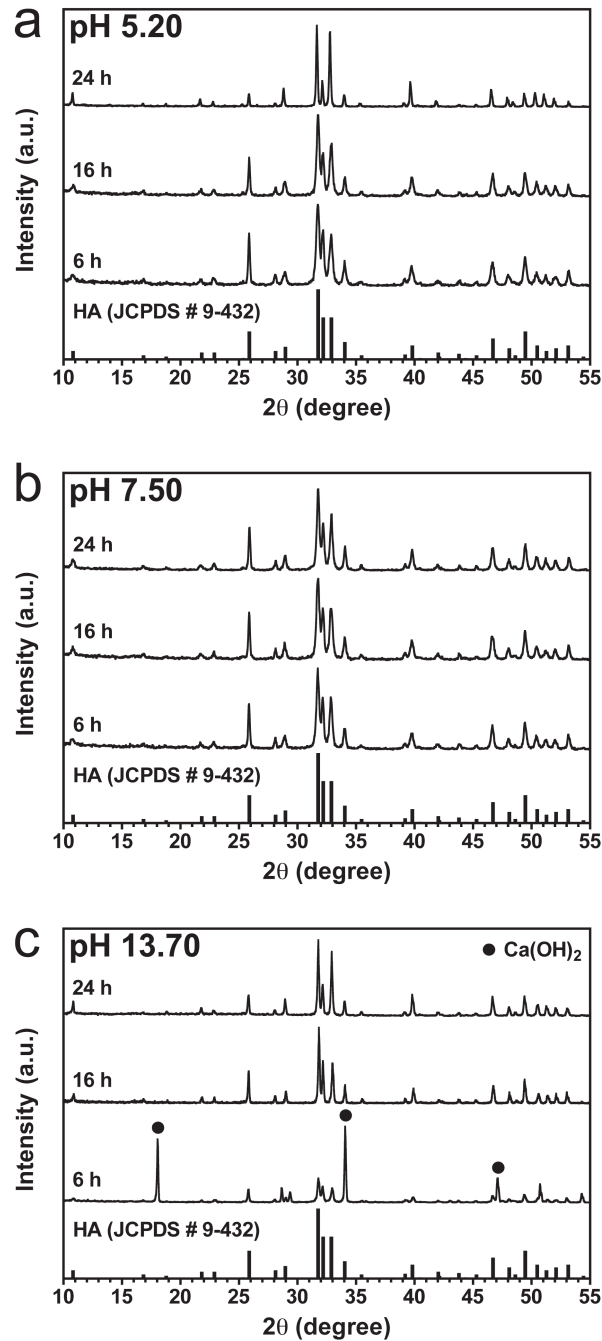 a
pH 5.20
24 h
16 h
6 h
HA (JCPDS # 9-432)
Intensity (a.u.)
10 15 20 25 30 35 40 45 50 55
2θ (degree)
b
pH 7.50
24 h
16 h
6 h
HA (JCPDS # 9-432)
Intensity (a.u.)
10 15 20 25 30 35 40 45 50 55
2θ (degree)
c
pH 13.70
● Ca(OH)₂
24 h
16 h
6 h
HA (JCPDS # 9-432)
Intensity (a.u.)
10 15 20 25 30 35 40 45 50 55
2θ (degree)